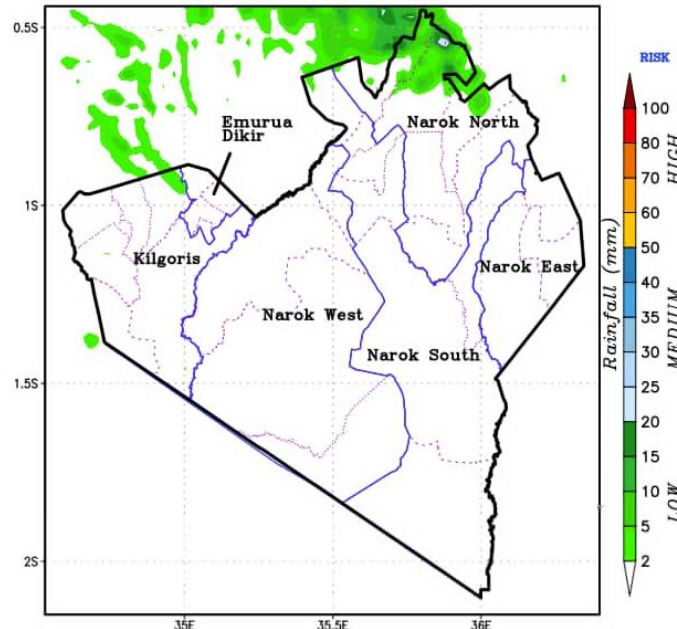 0.5S
1S
1.5S
2S
35E
35.5E
36E
Emurua
Dikir
Narok North
Kilgoris
Narok East
Narok West
Narok South
RISK
100
80
70
60
50
40
35
30
25
20
15
10
5
2
HIGH
MEDIUM
LOW
Rainfall (mm)